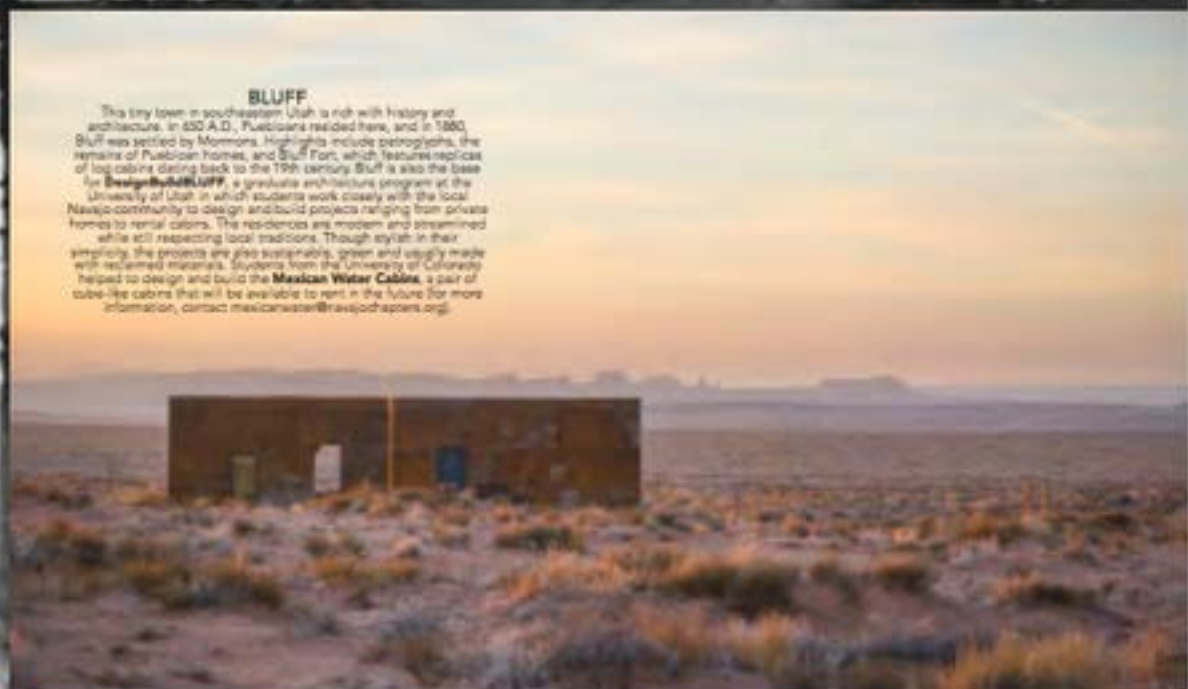 BLUFF
This tiny town in southeastern Utah is rich with history and
architecture. In 650 A.D., Puebloans resided here, and in 1880,
Bluff was settled by Mormons. Highlights include petroglyphs, the
remains of Puebloan homes, and Bluff Fort, which features replicas
of log cabins dating back to the 19th century. Bluff is also the base
for DesignBuildBLUFF, a graduate architecture program at the
University of Utah in which students work closely with the local
Navajo community to design and build projects ranging from private
homes to rental cabins. The residences are modern and streamlined
while still respecting local traditions. Though stylish in their
simplicity, the projects are also sustainable, green and usually made
with reclaimed materials. Students from the University of Colorado
helped to design and build the Mexican Water Cabins, a pair of
cube-like cabins that will be available to rent in the future (for more
information, contact mexicanwater@navajochapters.org).